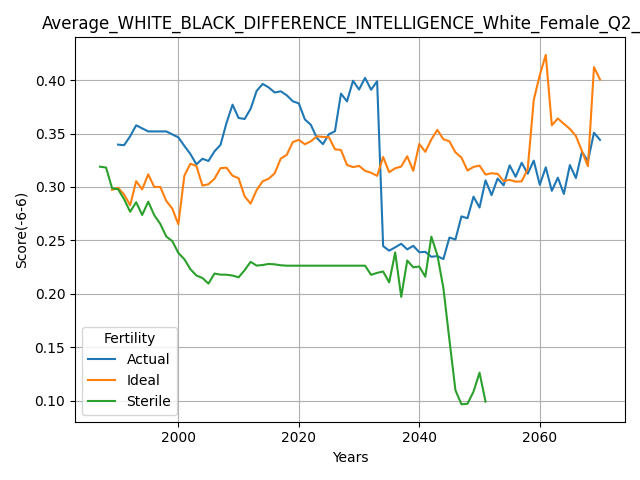 Average_WHITE_BLACK_DIFFERENCE_INTELLIGENCE_White_Female_Q2_
Score(-6-6)
0.40
0.35
0.30
0.25
0.20
0.15
0.10
Fertility
Actual
Ideal
Sterile
2000 2020 2040 2060
Years